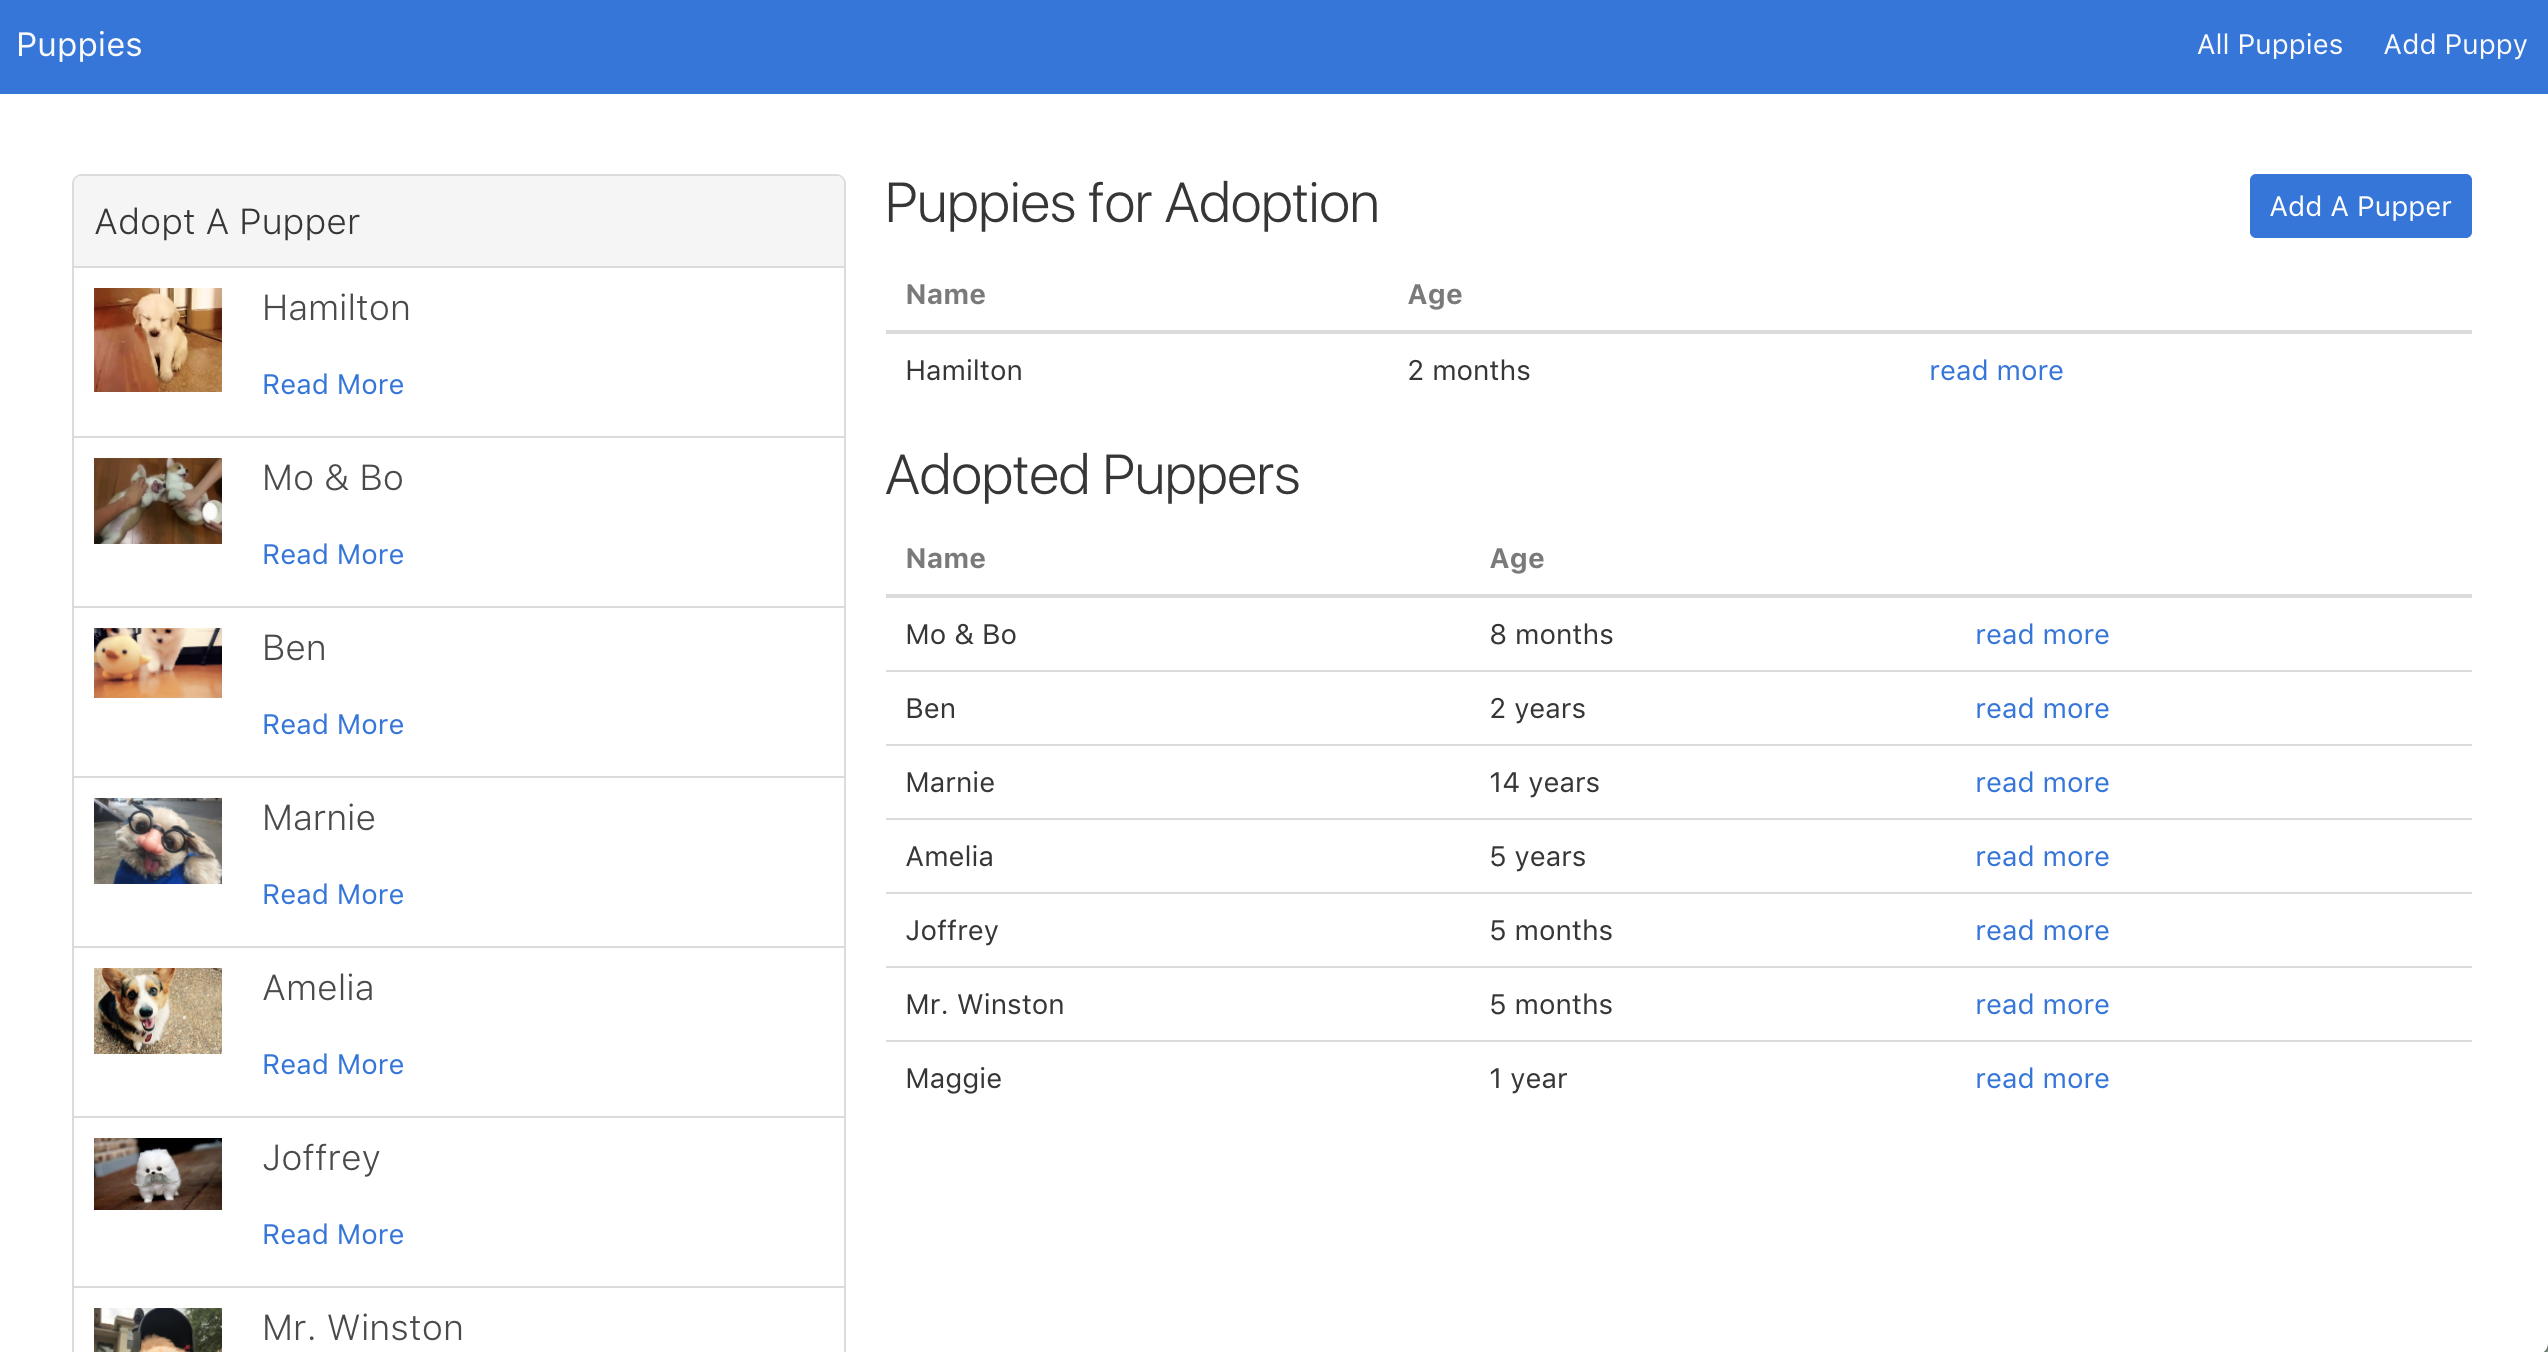 Puppies
All Puppies
Add Puppy
Adopt A Pupper
Hamilton
Read More
Mo & Bo
Read More
Ben
Read More
Marnie
Read More
Amelia
Read More
Joffrey
Read More
Mr. Winston
Puppies for Adoption
Add A Pupper
Name Age
Hamilton 2 months read more
Adopted Puppers
Name Age
Mo & Bo 8 months read more
Ben 2 years read more
Marnie 14 years read more
Amelia 5 years read more
Joffrey 5 months read more
Mr. Winston 5 months read more
Maggie 1 year read more